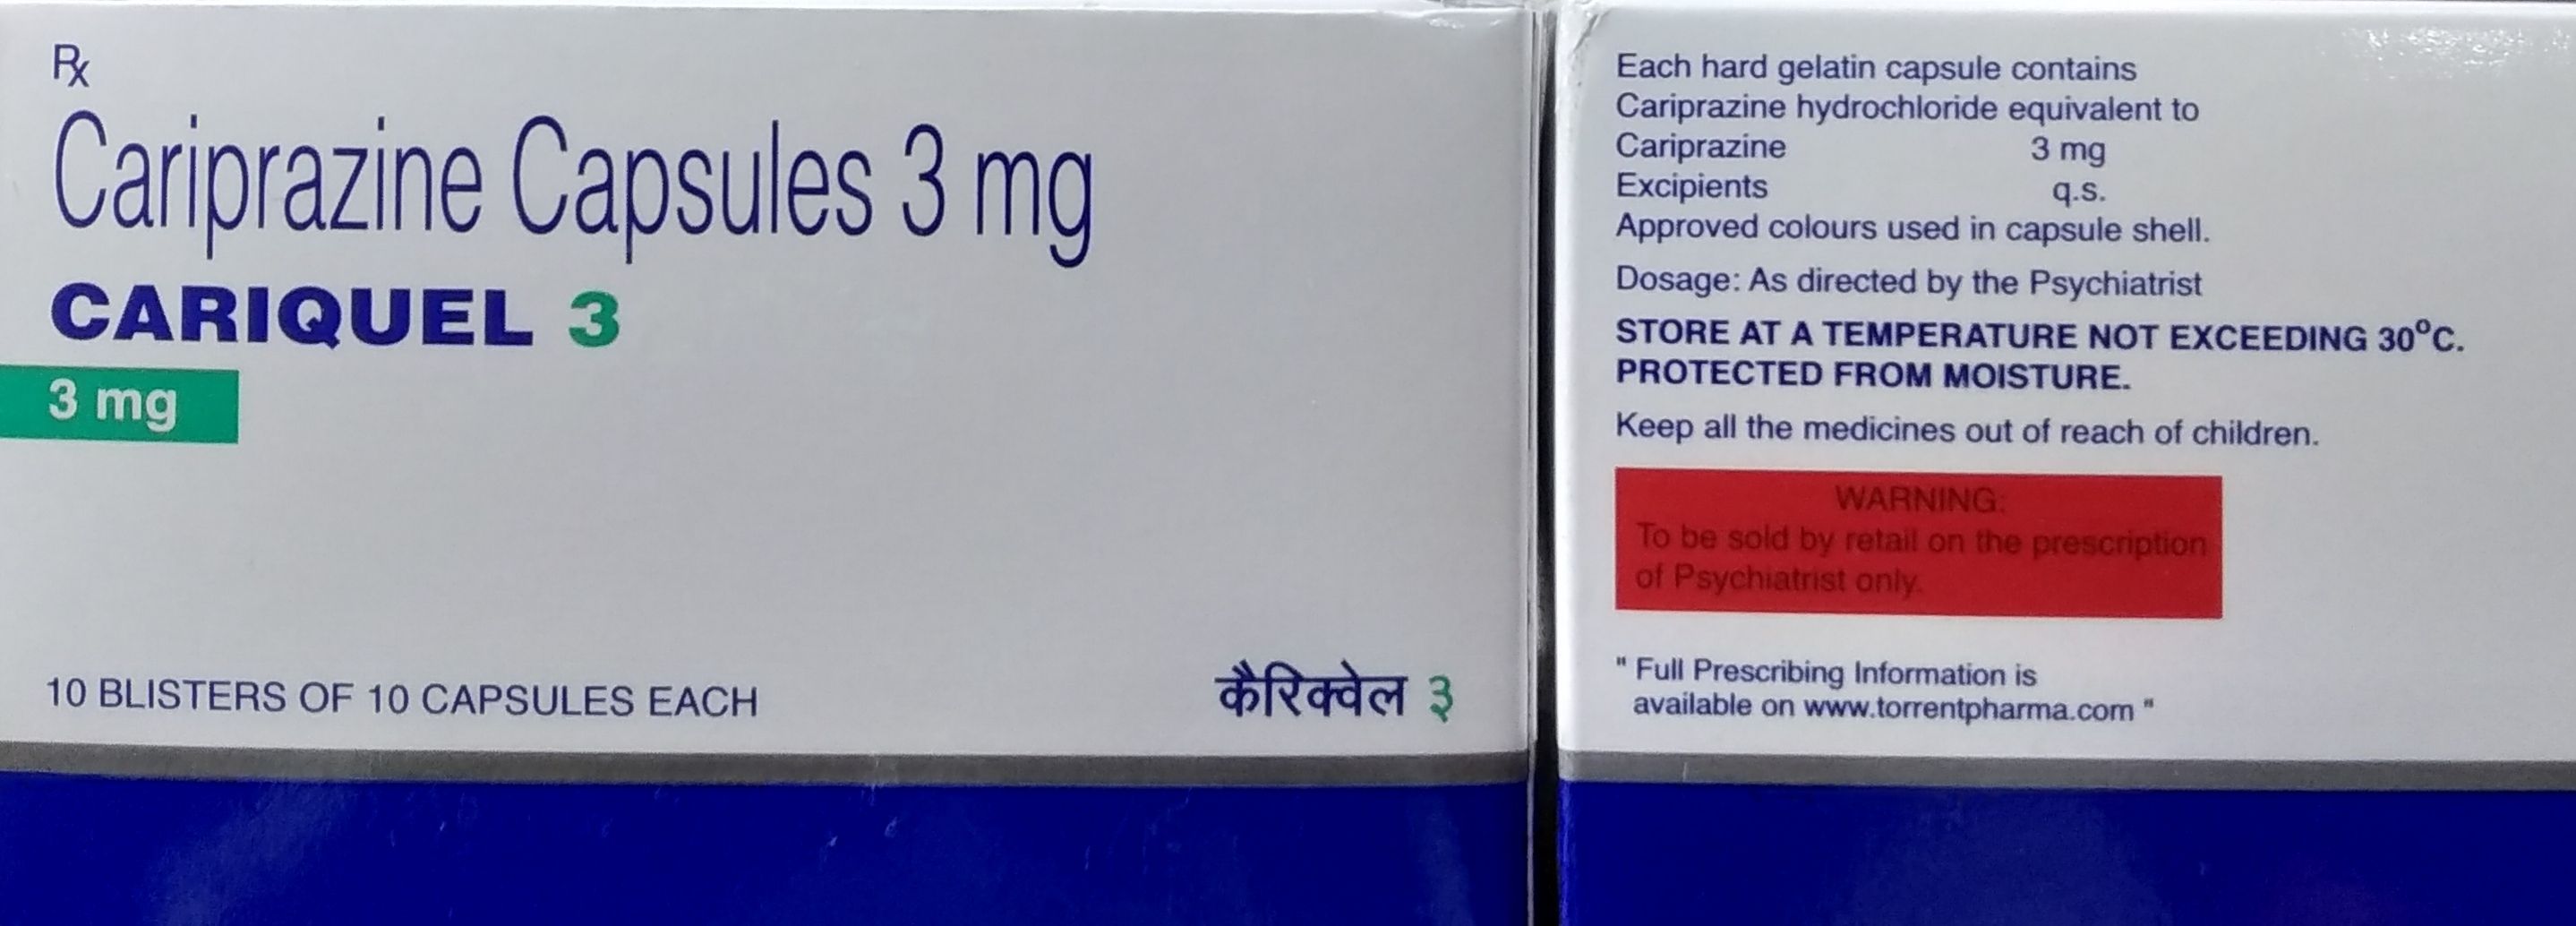 Rx
Cariprazine Capsules 3 mg
CARIQUEL 3
3 mg
10 BLISTERS OF 10 CAPSULES EACH
कैरिक्वेल ३
Each hard gelatin capsule contains
Cariprazine hydrochloride equivalent to
Cariprazine 3 mg
Excipients q.s.
Approved colours used in capsule shell.
Dosage: As directed by the Psychiatrist
STORE AT A TEMPERATURE NOT EXCEEDING 30°C.
PROTECTED FROM MOISTURE.
Keep all the medicines out of reach of children.
WARNING:
To be sold by retail on the prescription
of Psychiatrist only.
" Full Prescribing Information is
available on www.torrentpharma.com "